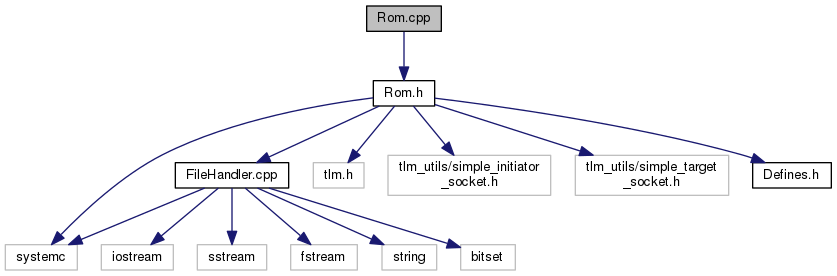 Rom.cpp
Rom.h
FileHandler.cpp
tlm.h
tlm_utils/simple_initiator
_socket.h
tlm_utils/simple_target
_socket.h
Defines.h
systemc
iostream
sstream
fstream
string
bitset